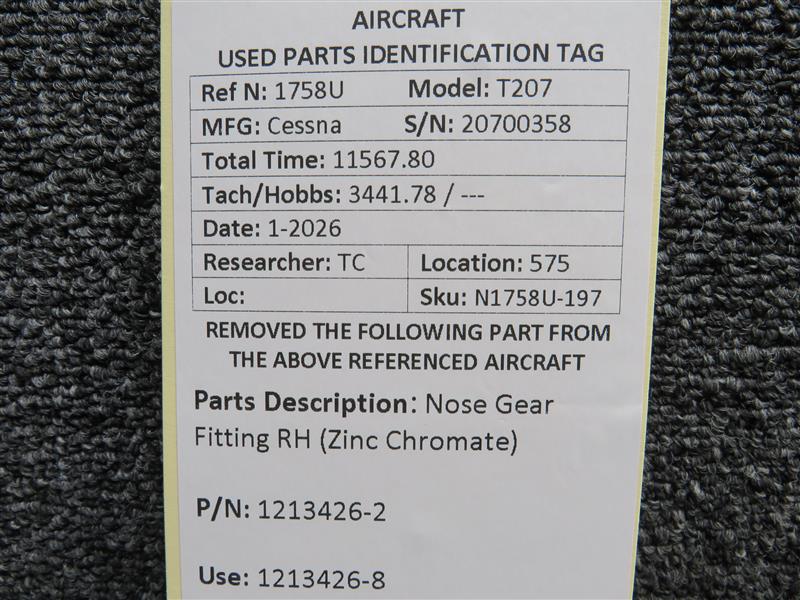 AIRCRAFT
USED PARTS IDENTIFICATION TAG
Ref N: 1758U Model: T207
MFG: Cessna S/N: 20700358
Total Time: 11567.80
Tach/Hobbs: 3441.78 / ---
Date: 1-2026
Researcher: TC Location: 575
Loc: Sku: N1758U-197
REMOVED THE FOLLOWING PART FROM
THE ABOVE REFERENCED AIRCRAFT
Parts Description: Nose Gear
Fitting RH (Zinc Chromate)
P/N: 1213426-2
Use: 1213426-8